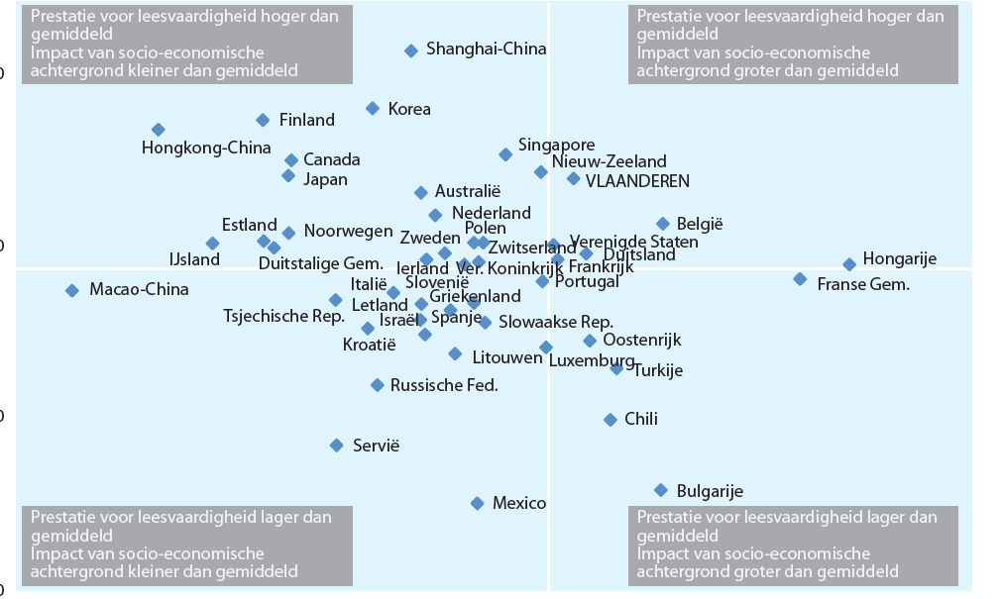 Prestatie voor leesvaardigheid hoger dan
gemiddeld
Impact van socio-economische
achtergrond kleiner dan gemiddeld
Prestatie voor leesvaardigheid hoger dan
gemiddeld
Impact van socio-economische
achtergrond groter dan gemiddeld
Shanghai-China
0
Korea
Finland
Hongkong-China
Singapore
Canada
Nieuw-Zeeland
Japan
VLAANDEREN
Australië
Nederland
Estland
België
Polen
Noorwegen
Zweden
0
Zwitserland
Verenigde Staten
Duitsland
IJsland
Duitstalige Gem.
Ierland
Ver. Koninkrijk
Frankrijk
Hongarije
Italië
Slovenië
Portugal
Franse Gem.
Macao-China
Griekenland
Letland
Tsjechische Rep.
Israël
Spanje
Slowaakse Rep.
Kroatië
Oostenrijk
Litouwen
Luxemburg
Turkije
Russische Fed.
0
Chili
Servië
Bulgarije
Mexico
Prestatie voor leesvaardigheid lager dan
gemiddeld
Impact van socio-economische
achtergrond kleiner dan gemiddeld
Prestatie voor leesvaardigheid lager dan
gemiddeld
Impact van socio-economische
achtergrond groter dan gemiddeld
0